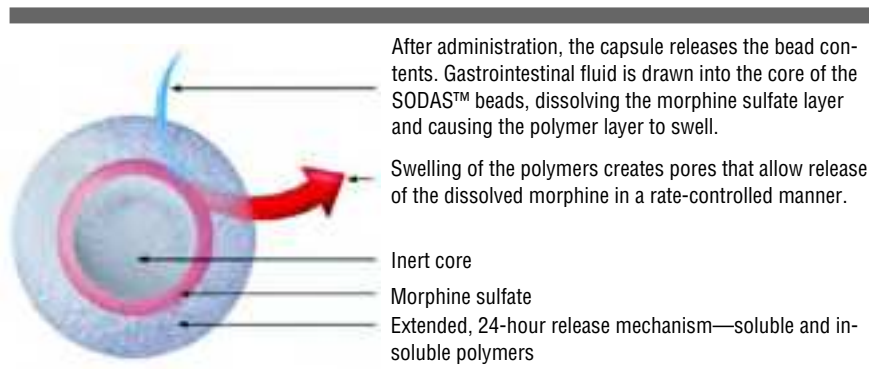 After administration, the capsule releases the bead con-
tents. Gastrointestinal fluid is drawn into the core of the
SODAS™ beads, dissolving the morphine sulfate layer
and causing the polymer layer to swell.
Swelling of the polymers creates pores that allow release
of the dissolved morphine in a rate-controlled manner.
Inert core
Morphine sulfate
Extended, 24-hour release mechanism—soluble and in-
soluble polymers